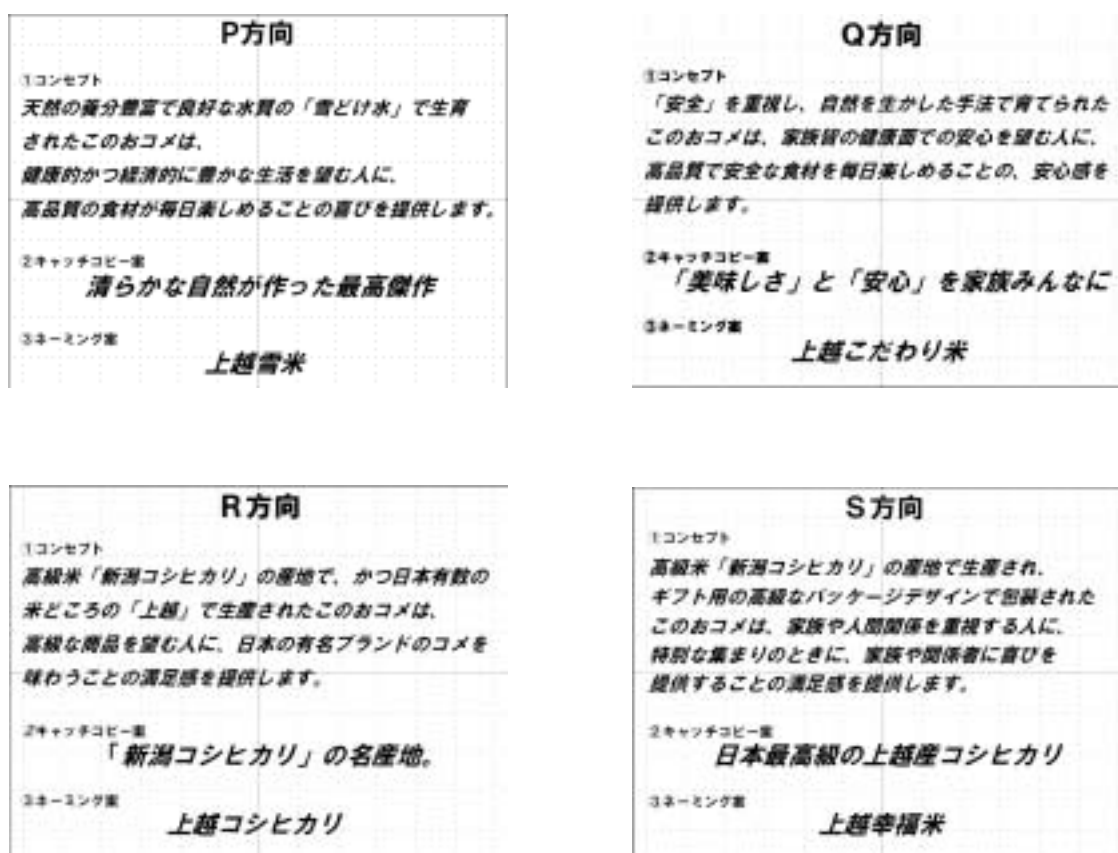 P方向
①コンセプト
天然の養分豊富で良好な水質の「雪どけ水」で生育
されたこのおコメは、
健康的かつ経済的に豊かな生活を望む人に、
高品質の食材が毎日楽しめることの喜びを提供します。
②キャッチコピー案
清らかな自然が作った最高傑作
③ネーミング案
上越雪米
Q方向
①コンセプト
「安全」を重視し、自然を生かした手法で育てられた
このおコメは、家族皆の健康面での安心を望む人に、
高品質で安全な食材を毎日楽しめることの、安心感を
提供します。
②キャッチコピー案
「美味しさ」と「安心」を家族みんなに
③ネーミング案
上越こだわり米
R方向
①コンセプト
高級米「新潟コシヒカリ」の産地で、かつ日本有数の
米どころの「上越」で生産されたこのおコメは、
高級な商品を望む人に、日本の有名ブランドのコメを
味わうことの満足感を提供します。
②キャッチコピー案
「新潟コシヒカリ」の名産地。
③ネーミング案
上越コシヒカリ
S方向
①コンセプト
高級米「新潟コシヒカリ」の産地で生産され、
ギフト用の高級なパッケージデザインで包装された
このおコメは、家族や人間関係を重視する人に、
特別な集まりのときに、家族や関係者に喜びを
提供することの満足感を提供します。
②キャッチコピー案
日本最高級の上越産コシヒカリ
③ネーミング案
上越幸福米